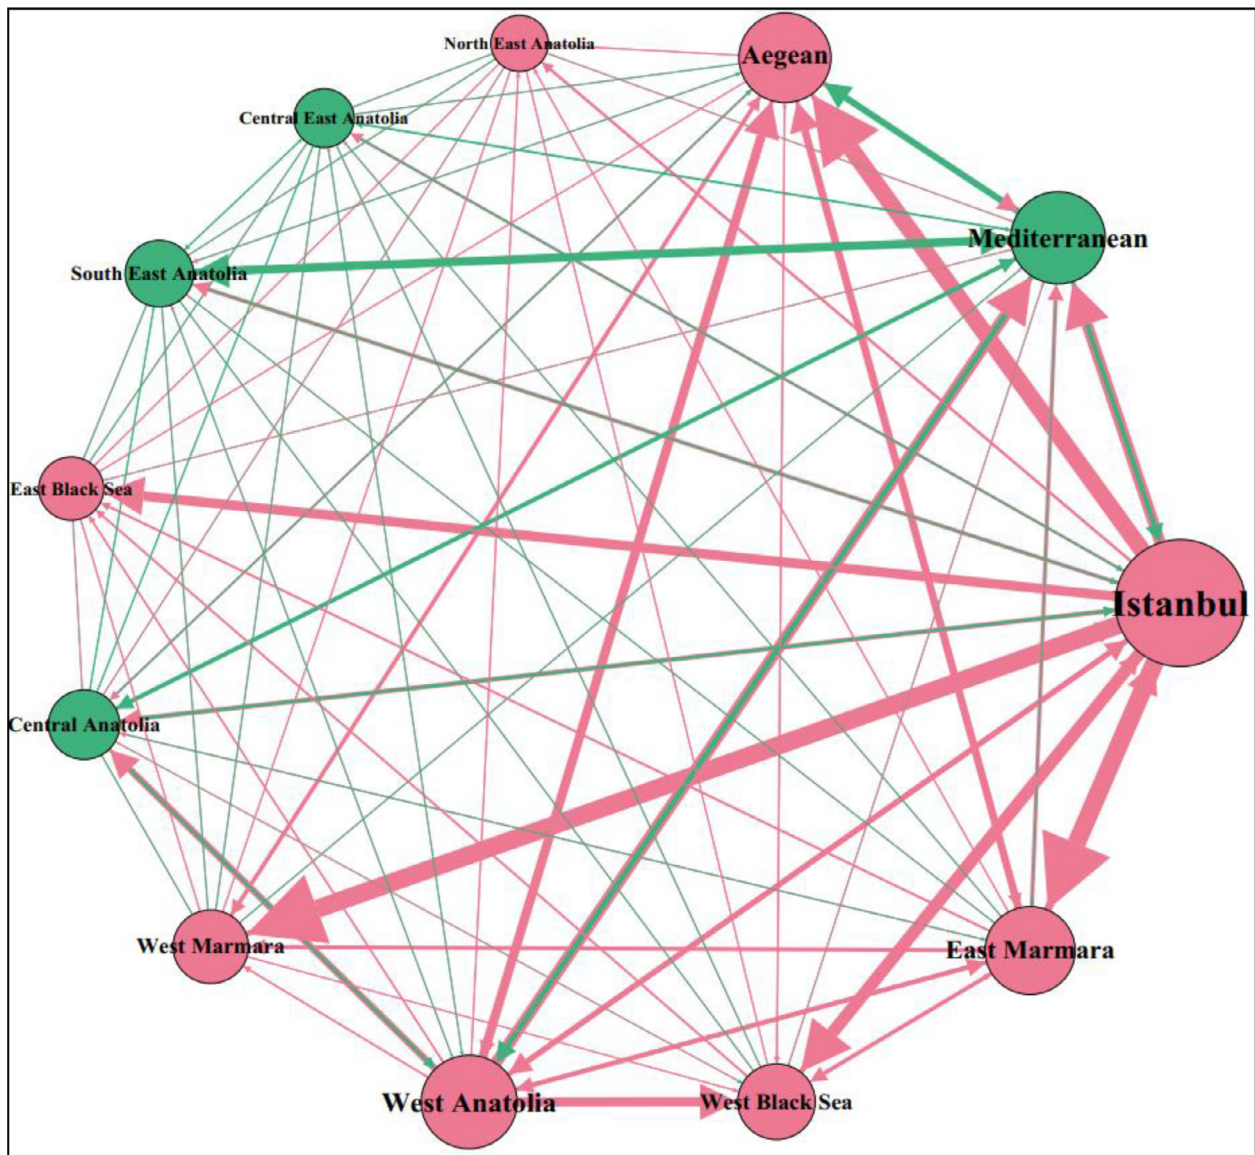 North East Anatolia
Aegean
Central East Anatolia
Mediterranean
South East Anatolia
East Black Sea
Istanbul
Central Anatolia
West Marmara
East Marmara
West Anatolia
West Black Sea